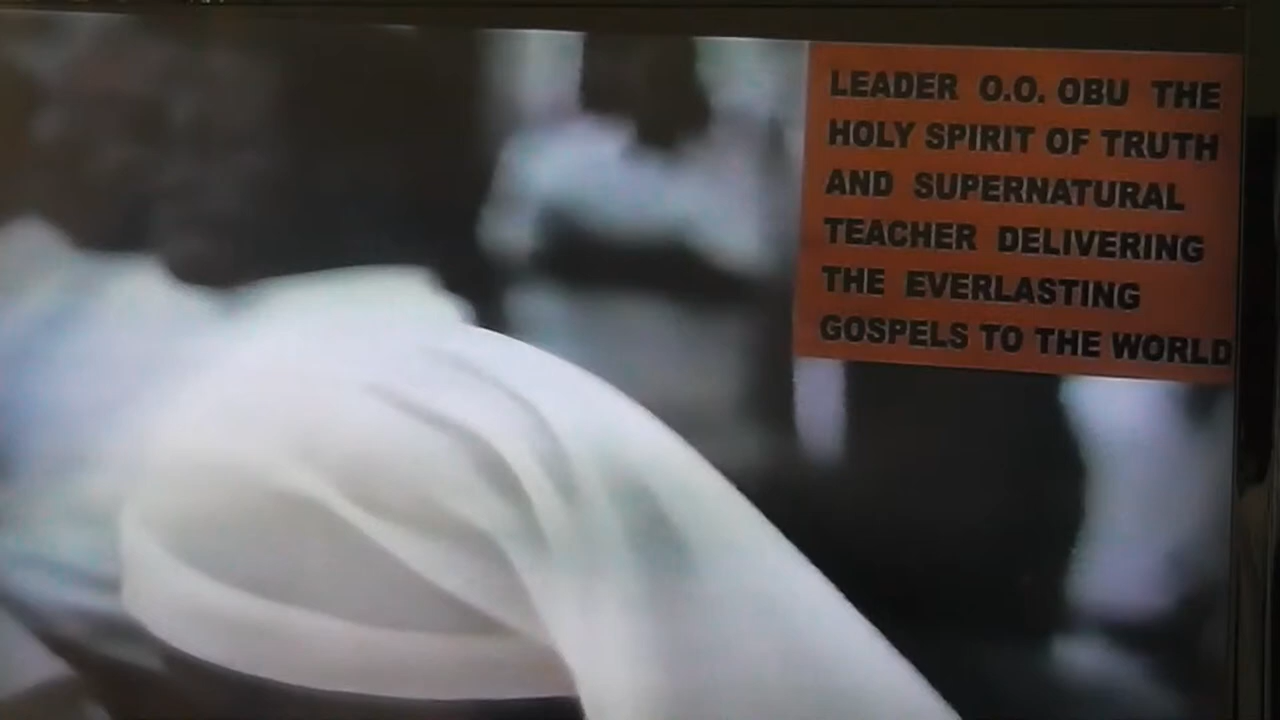 LEADER O.O. OBU THE
HOLY SPIRIT OF TRUTH
AND SUPERNATURAL
TEACHER DELIVERING
THE EVERLASTING
GOSPELS TO THE WORLD